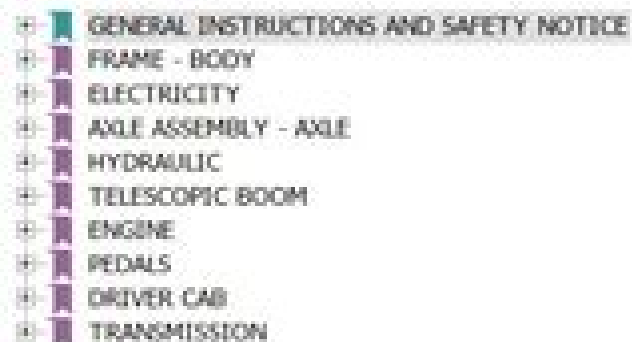 GENERAL INSTRUCTIONS AND SAFETY NOTICE
FRAME - BODY
ELECTRICITY
AXLE ASSEMBLY - AXLE
HYDRAULIC
TELESCOPIC BOOM
ENGINE
PEDALS
DRIVER CAB
TRANSMISSION